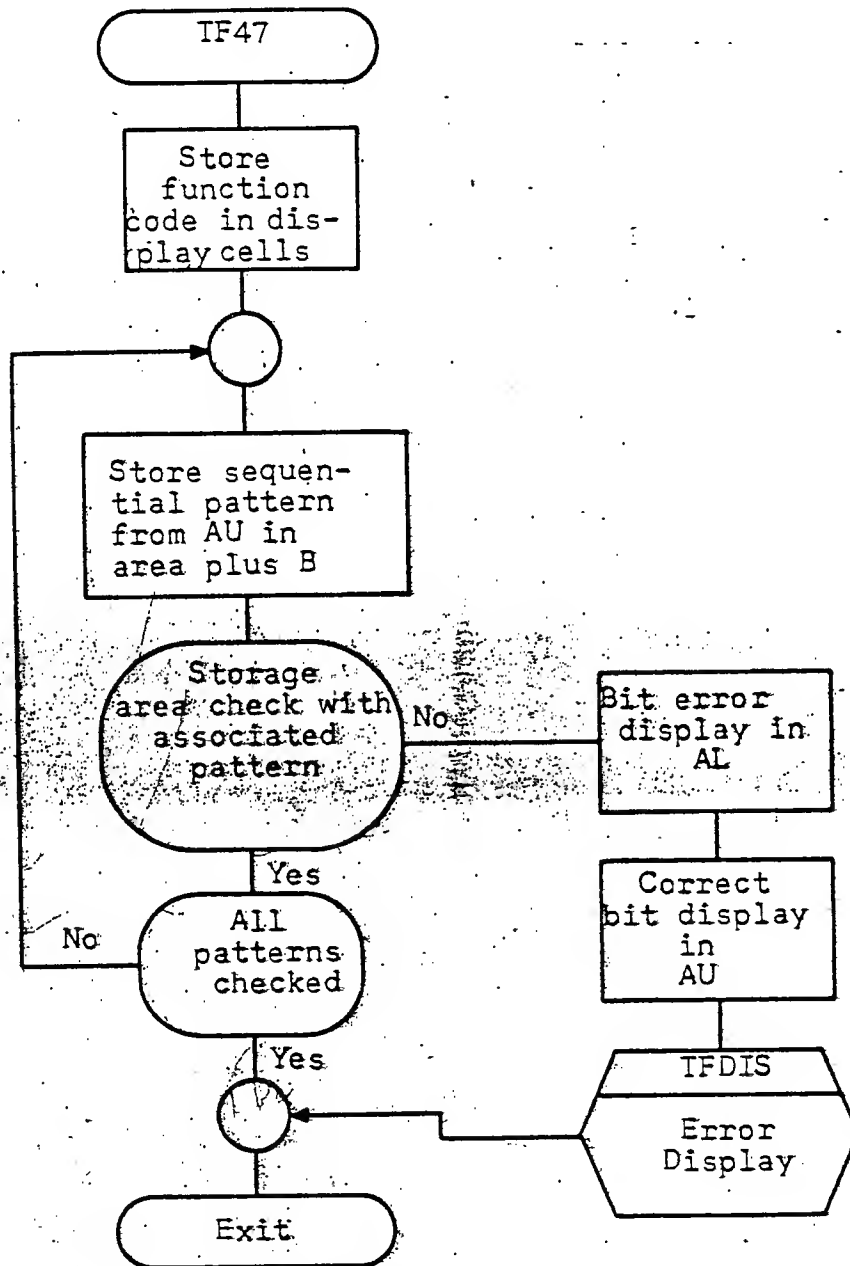 TF47
Store
function
code in dis-
play cells
Store sequen-
tial pattern
from AU in
area plus B
Storage
area check with
associated
pattern
No
Bit error
display in
AL
Yes
Correct
bit display
in
AU
All
patterns
checked
No
Yes
TFDIS
Error
Display
Exit